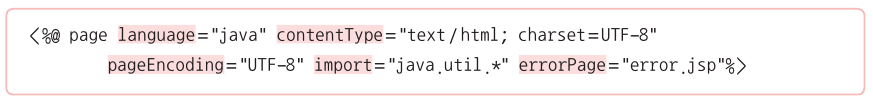 <%@ page language="java" contentType="text/html; charset=UTF-8"
pageEncoding="UTF-8" import="java.util.*" errorPage="error.jsp"%>